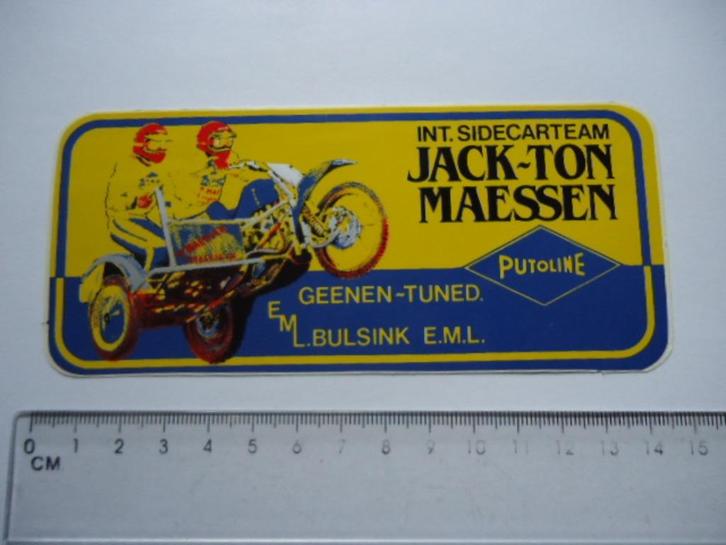 INT. SIDECARTEAM
JACK~TON
MAESSEN
PUTOLINE
GEENEN~TUNED.
EML.BULSINK E.M.L.
0 1 2 3 4 5 6 7 8 9 10 11 12 13 14 15
CM